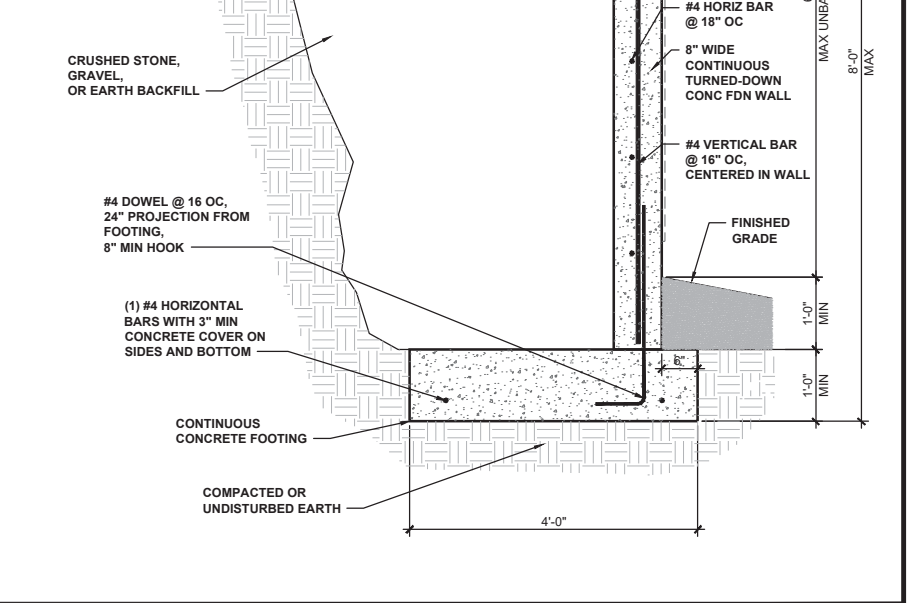 #4 HORIZ BAR
@ 18" OC
8" WIDE
CONTINUOUS
TURNED-DOWN
CONC FDN WALL
MAX UNBA
8'-0"
MAX
CRUSHED STONE,
GRAVEL,
OR EARTH BACKFILL
#4 VERTICAL BAR
@ 16" OC,
CENTERED IN WALL
#4 DOWEL @ 16 OC,
24" PROJECTION FROM
FOOTING,
8" MIN HOOK
FINISHED
GRADE
(1) #4 HORIZONTAL
BARS WITH 3" MIN
CONCRETE COVER ON
SIDES AND BOTTOM
1'-0"
MIN
6"
1'-0"
MIN
CONTINUOUS
CONCRETE FOOTING
COMPACTED OR
UNDISTURBED EARTH
4'-0"